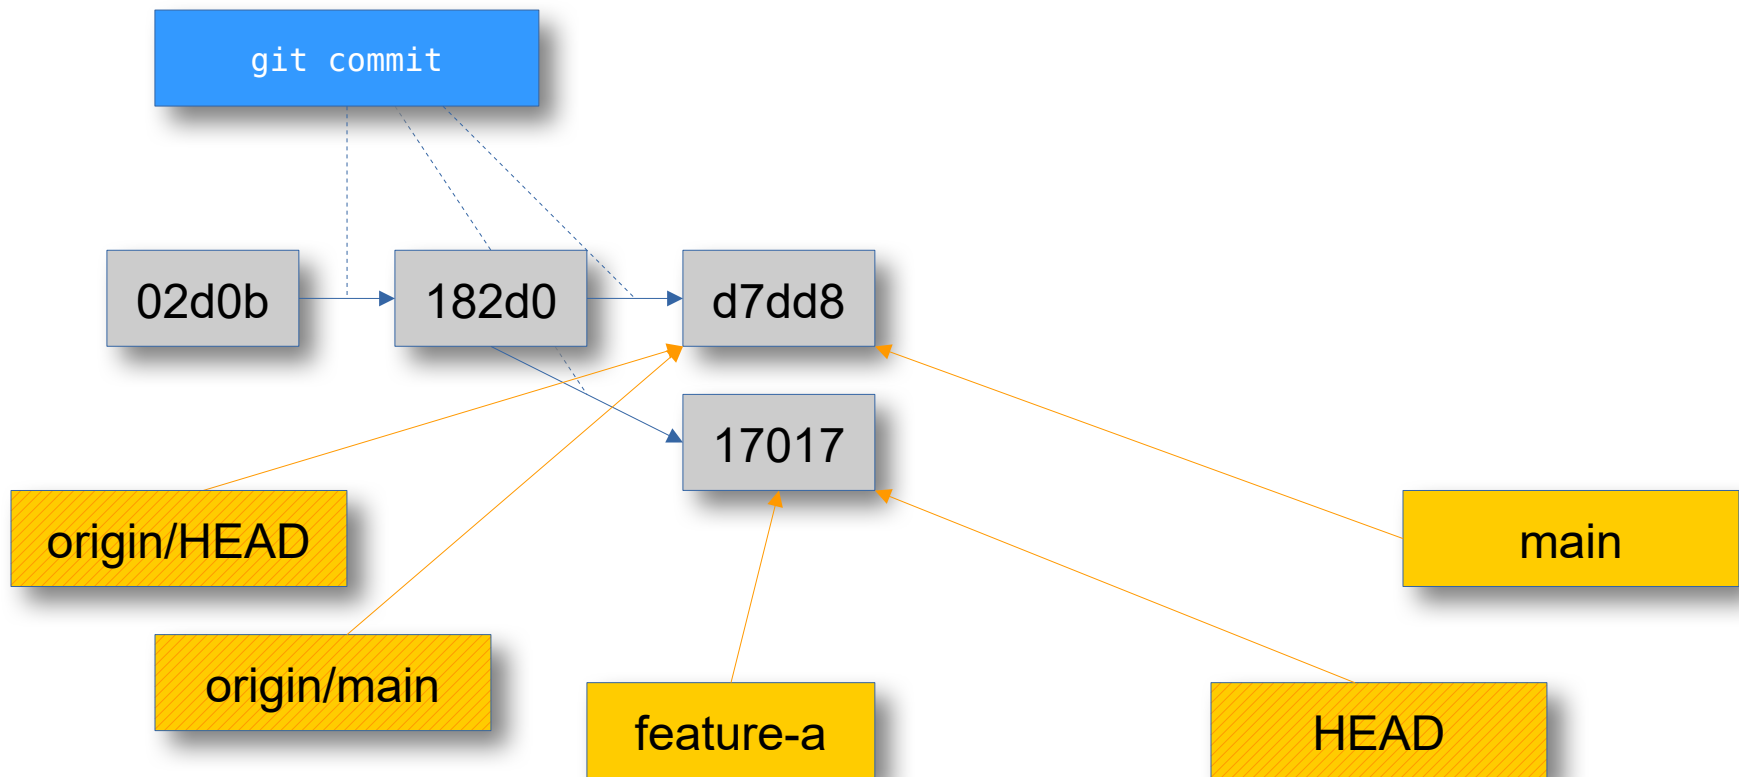 git commit
02d0b
182d0
d7dd8
17017
origin/HEAD
main
origin/main
feature-a
HEAD